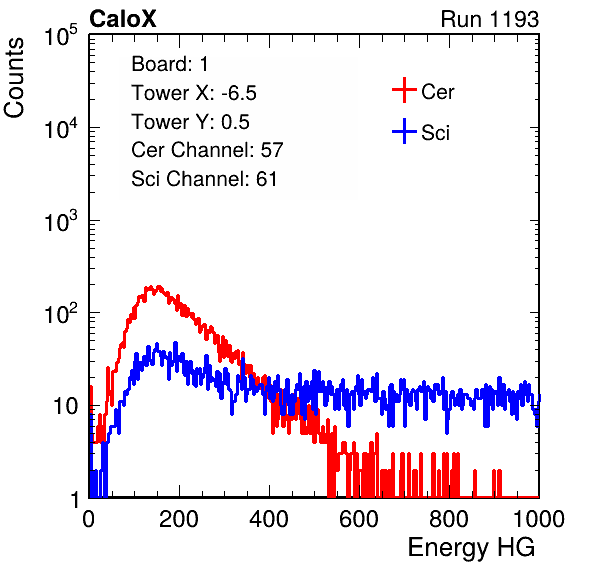 CaloX Run 1193
Counts
Board: 1
Tower X: -6.5
Tower Y: 0.5
Cer Channel: 57
Sci Channel: 61
Cer
Sci
10^5
10^4
10^3
10^2
10
1
0 200 400 600 800 1000
Energy HG